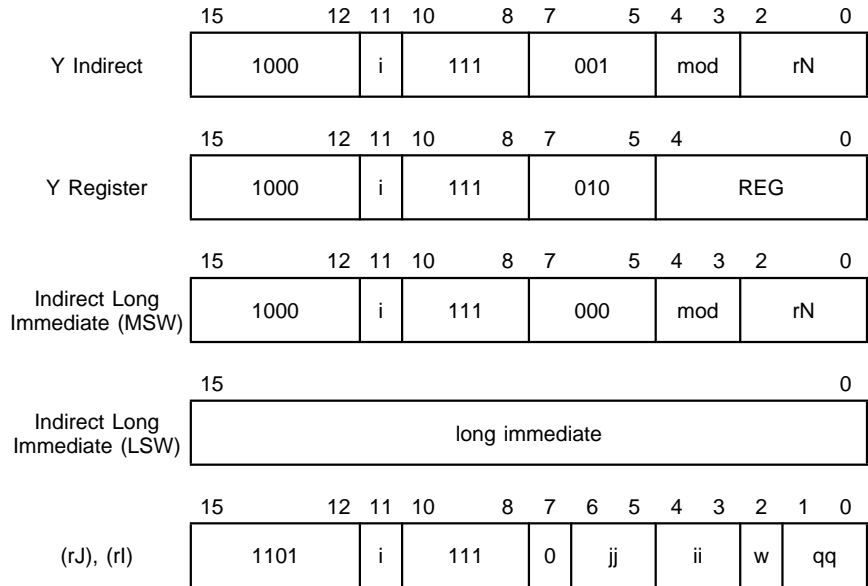 15 12 11 10 8 7 5 4 3 2 0
Y Indirect 1000 i 111 001 mod rN
15 12 11 10 8 7 5 4 0
Y Register 1000 i 111 010 REG
15 12 11 10 8 7 5 4 3 2 0
Indirect Long
Immediate (MSW) 1000 i 111 000 mod rN
15 0
Indirect Long
Immediate (LSW) long immediate
15 12 11 10 8 7 6 5 4 3 2 1 0
(rJ), (rI) 1101 i 111 0 jj ii w qq